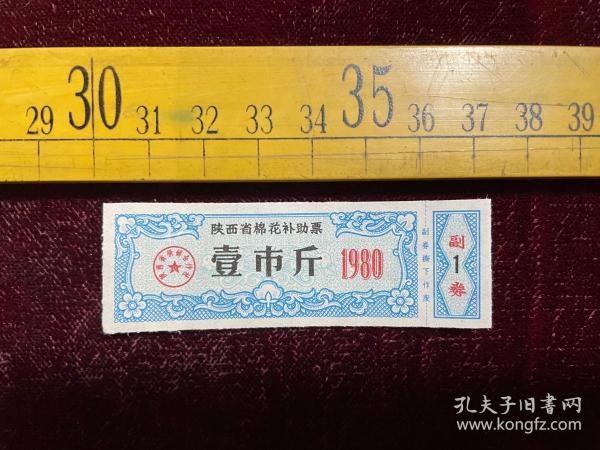 29 30 31 32 33 34 35 36 37 38 39
陕西省棉花补助票
壹市斤 1980
副券撕下作废
副
1
券
孔夫子旧书网
www.kongfz.com